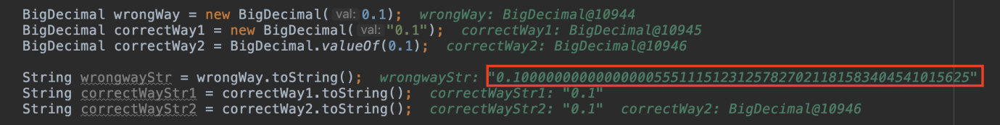 BigDecimal wrongWay = new BigDecimal( val: 0.1); wrongWay: BigDecimal@10944
BigDecimal correctWay1 = new BigDecimal( val: "0.1"); correctWay1: BigDecimal@10945
BigDecimal correctWay2 = BigDecimal.valueOf(0.1); correctWay2: BigDecimal@10946
String wrongwayStr = wrongWay.toString(); wrongwayStr: "0.1000000000000000055511151231257827021181583404541015625"
String correctWayStr1 = correctWay1.toString(); correctWayStr1: "0.1"
String correctWayStr2 = correctWay2.toString(); correctWayStr2: "0.1" correctWay2: BigDecimal@10946